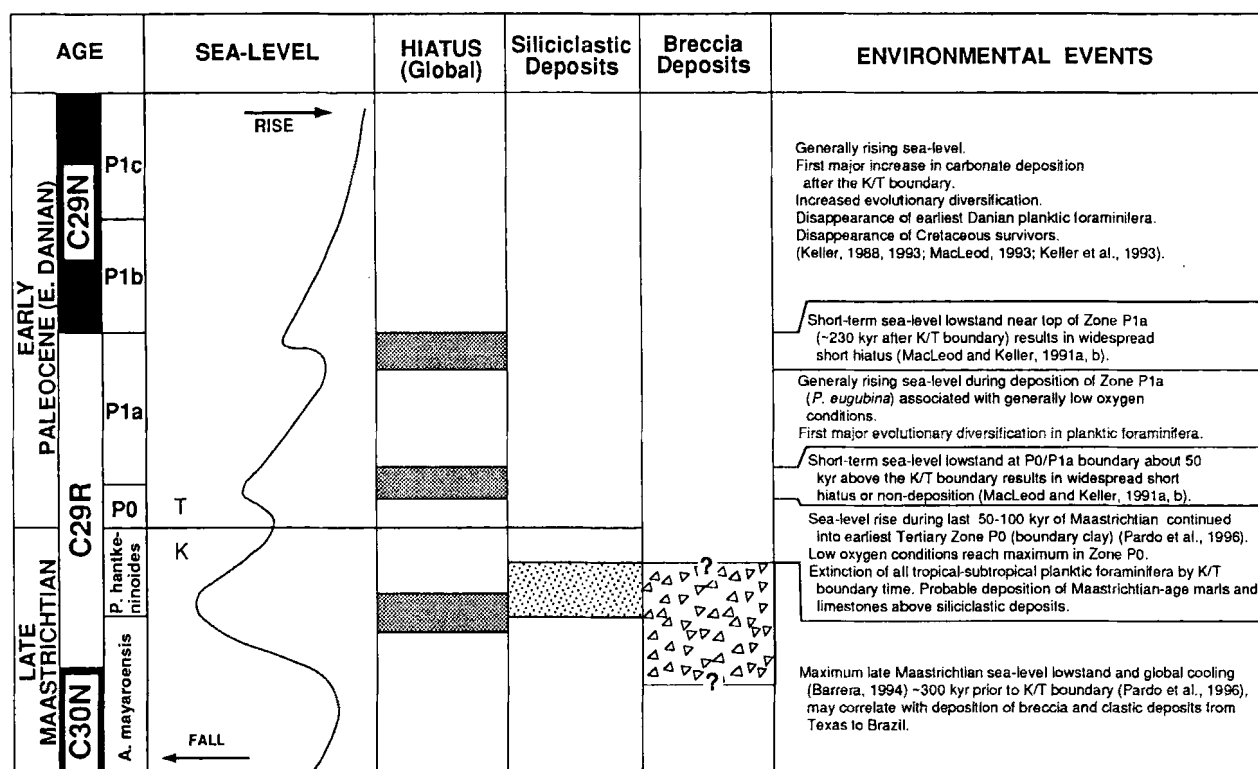 AGE
SEA-LEVEL
HIATUS
(Global)
Siliciclastic
Deposits
Breccia
Deposits
ENVIRONMENTAL EVENTS
EARLY
PALEOCENE (E. DANIAN)
LATE
MAASTRICHTIAN
C29N
C29R
C30N
P1c
P1b
P1a
P0
P. hantke-
ninoides
A. mayaroensis
RISE
T
K
FALL
?
?
Generally rising sea-level.
First major increase in carbonate deposition
after the K/T boundary.
Increased evolutionary diversification.
Disappearance of earliest Danian planktic foraminifera.
Disappearance of Cretaceous survivors.
(Keller, 1988, 1993; MacLeod, 1993; Keller et al., 1993).
Short-term sea-level lowstand near top of Zone P1a
(~230 kyr after K/T boundary) results in widespread
short hiatus (MacLeod and Keller, 1991a, b).
Generaly rising sea-level during deposition of Zone P1a
(P. eugubina) associated with generally low oxygen
conditions.
First major evolutionary diversification in planktic foraminifera.
Short-term sea-level lowstand at P0/P1a boundary about 50
kyr above the K/T boundary results in widespread short
hiatus or non-deposition (MacLeod and Keller, 1991a, b).
Sea-level rise during last 50-100 kyr of Maastrichtian continued
into earliest Tertiary Zone P0 (boundary clay) (Pardo et al., 1996).
Low oxygen conditions reach maximum in Zone P0.
Extinction of all tropical-subtropical planktic foraminifera by K/T
boundary time. Probable deposition of Maastrichtian-age marls and
limestones above siliciclastic deposits.
Maximum late Maastrichtian sea-level lowstand and global cooling
(Barrera, 1994) ~300 kyr prior to K/T boundary (Pardo et al., 1996),
may correlate with deposition of breccia and clastic deposits from
Texas to Brazil.